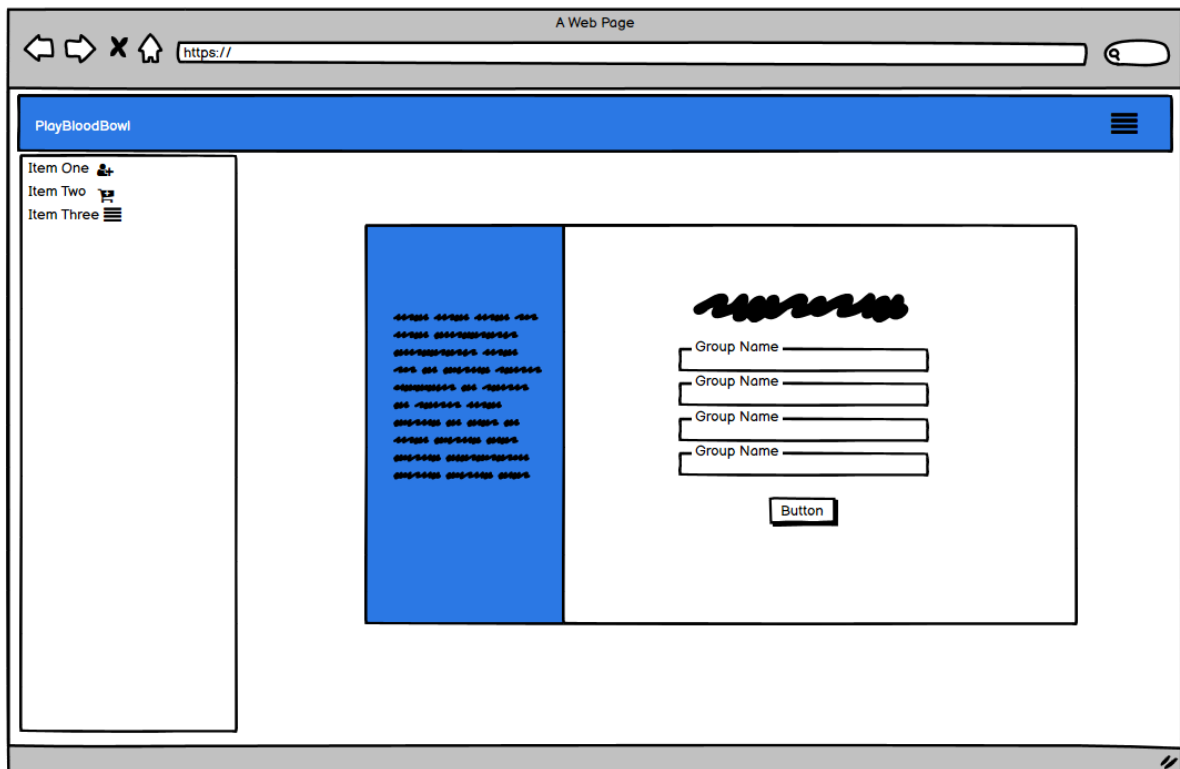 A Web Page
https://
PlayBloodBowl
Item One
Item Two
Item Three
Group Name
Group Name
Group Name
Group Name
Button